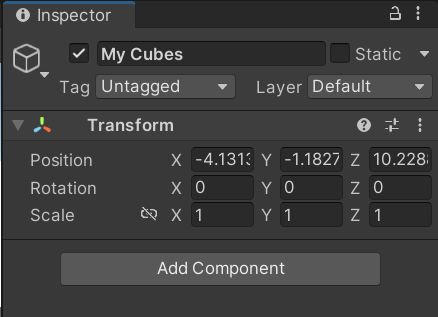 Inspector
My Cubes Static
Tag Untagged Layer Default
Transform
Position X -4.1313 Y -1.1827 Z 10.228
Rotation X 0 Y 0 Z 0
Scale X 1 Y 1 Z 1
Add Component